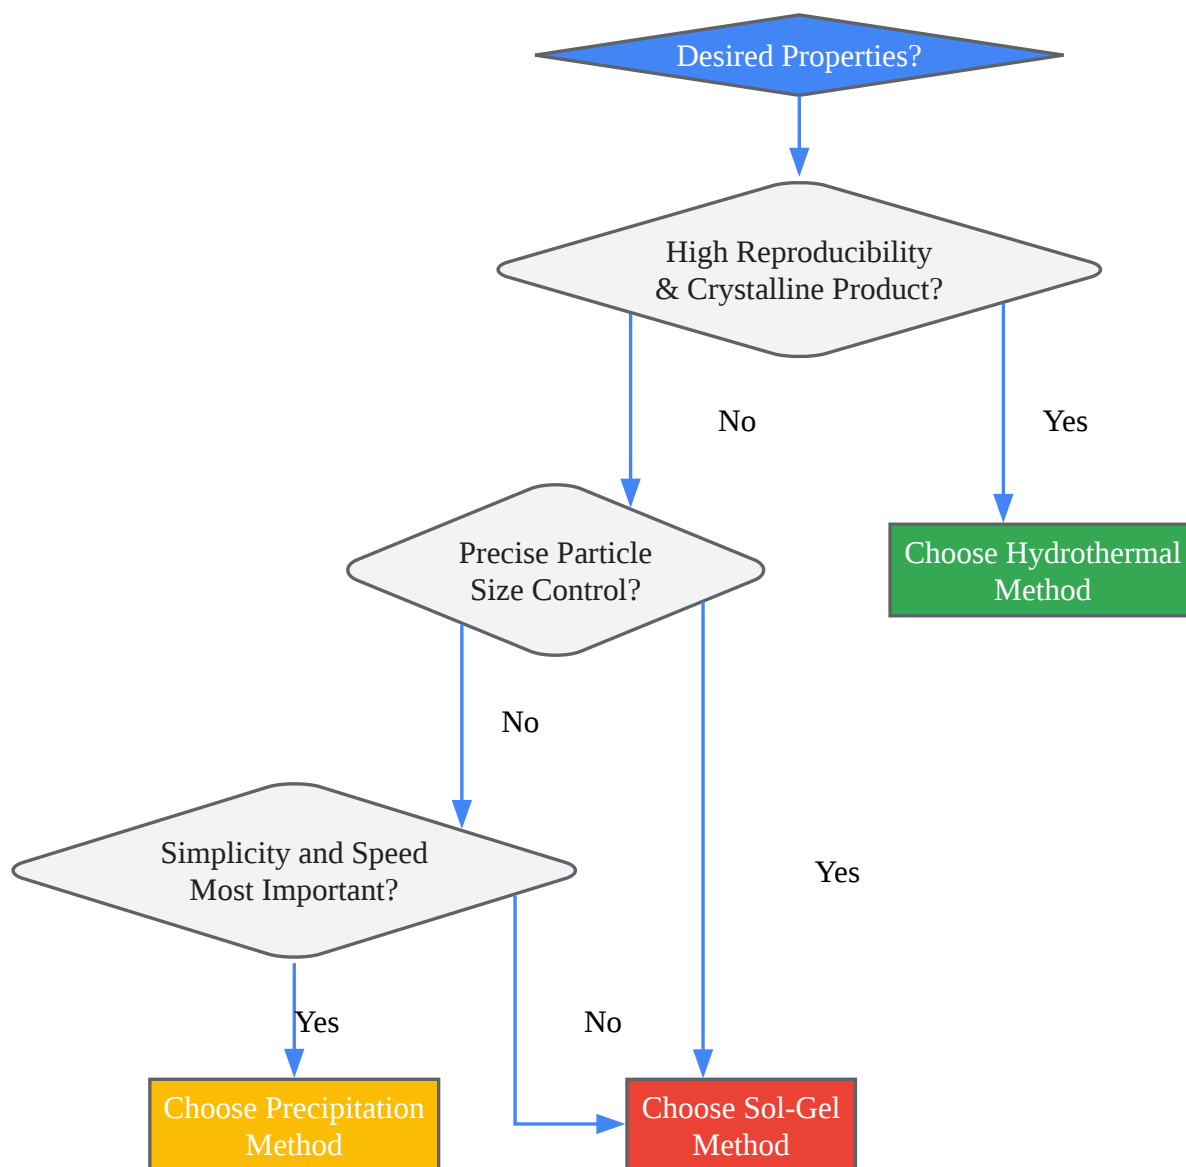 Desired Properties?
High Reproducibility
& Crystalline Product?
No
Yes
Precise Particle
Size Control?
Choose Hydrothermal
Method
No
Simplicity and Speed
Most Important?
Yes
Yes
No
Choose Precipitation
Method
Choose Sol-Gel
Method